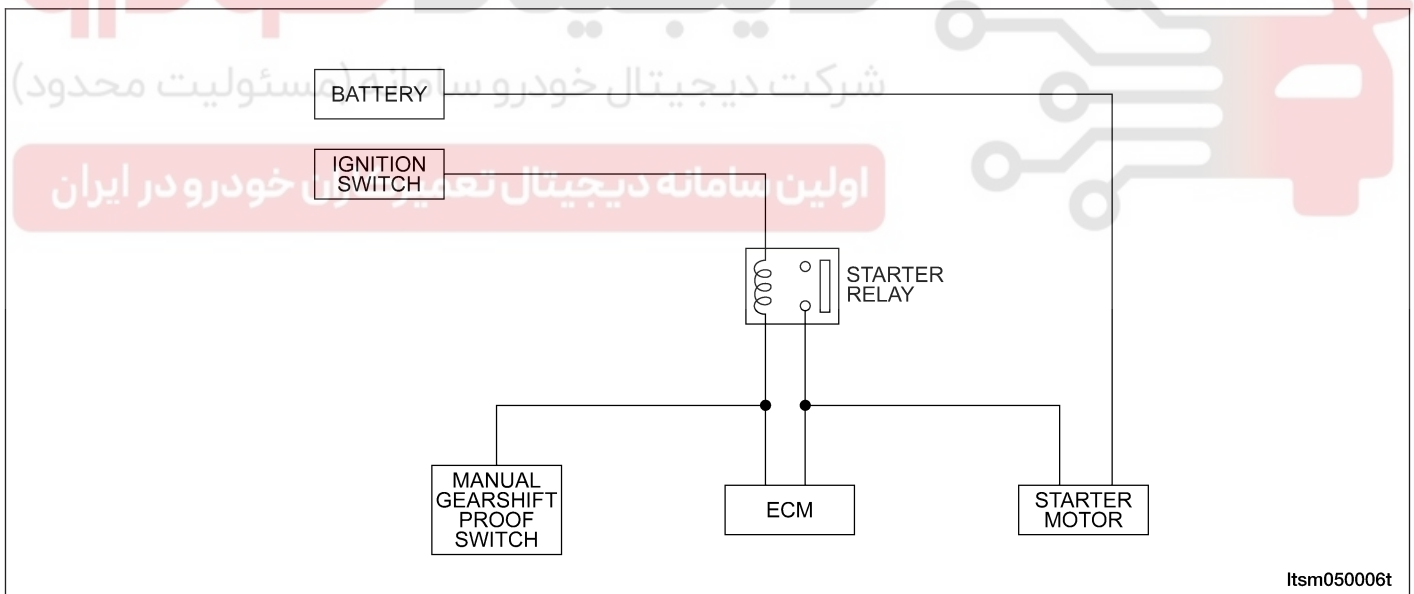 شرکت دیجیتال خودرو سامانه (مسئولیت محدود)
BATTERY
اولین سامانه دیجیتال تعمیرکاران خودرو در ایران
IGNITION
SWITCH
STARTER
RELAY
MANUAL
GEARSHIFT
PROOF
SWITCH
ECM
STARTER
MOTOR
ltsm050006t